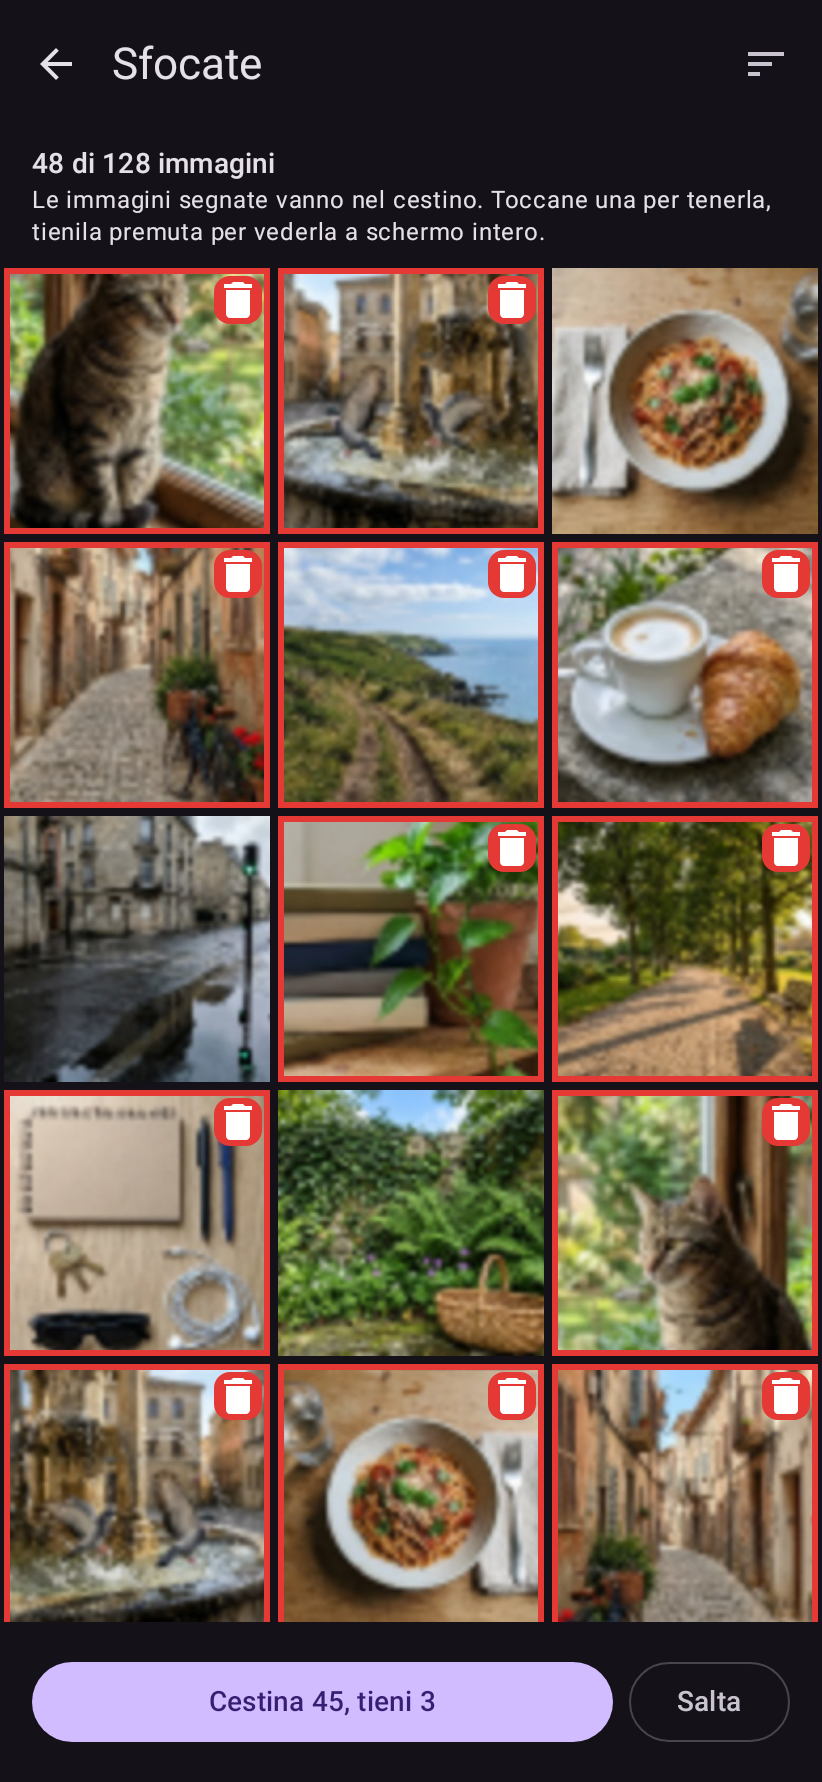 Sfocate
48 di 128 immagini
Le immagini segnate vanno nel cestino. Toccane una per tenerla,
tienila premuta per vederla a schermo intero.
Cestina 45, tieni 3
Salta